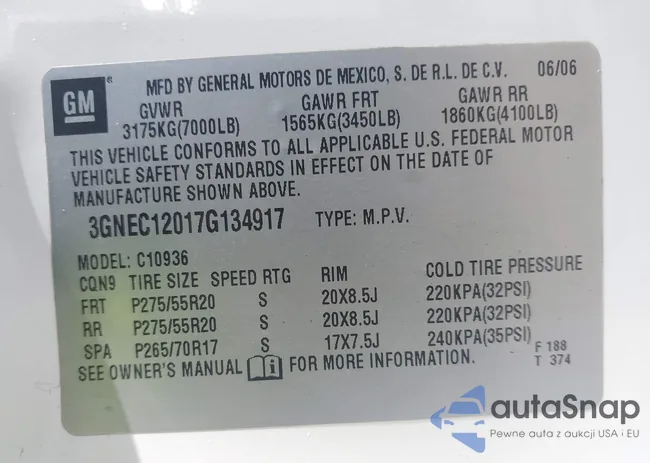 GM
MFD BY GENERAL MOTORS DE MEXICO, S. DE R.L. DE C.V. 06/06
GVWR GAWR FRT GAWR RR
3175KG(7000LB) 1565KG(3450LB) 1860KG(4100LB)
THIS VEHICLE CONFORMS TO ALL APPLICABLE U.S. FEDERAL MOTOR
VEHICLE SAFETY STANDARDS IN EFFECT ON THE DATE OF
MANUFACTURE SHOWN ABOVE.
3GNEC12017G134917 TYPE: M.P.V.
MODEL: C10936
CQN9 TIRE SIZE SPEED RTG RIM COLD TIRE PRESSURE
FRT P275/55R20 S 20X8.5J 220KPA(32PSI)
RR P275/55R20 S 20X8.5J 220KPA(32PSI)
SPA P265/70R17 S 17X7.5J 240KPA(35PSI) F 188
SEE OWNER'S MANUAL i FOR MORE INFORMATION. T 374
autaSnap
Pewne auta z aukcji USA i EU